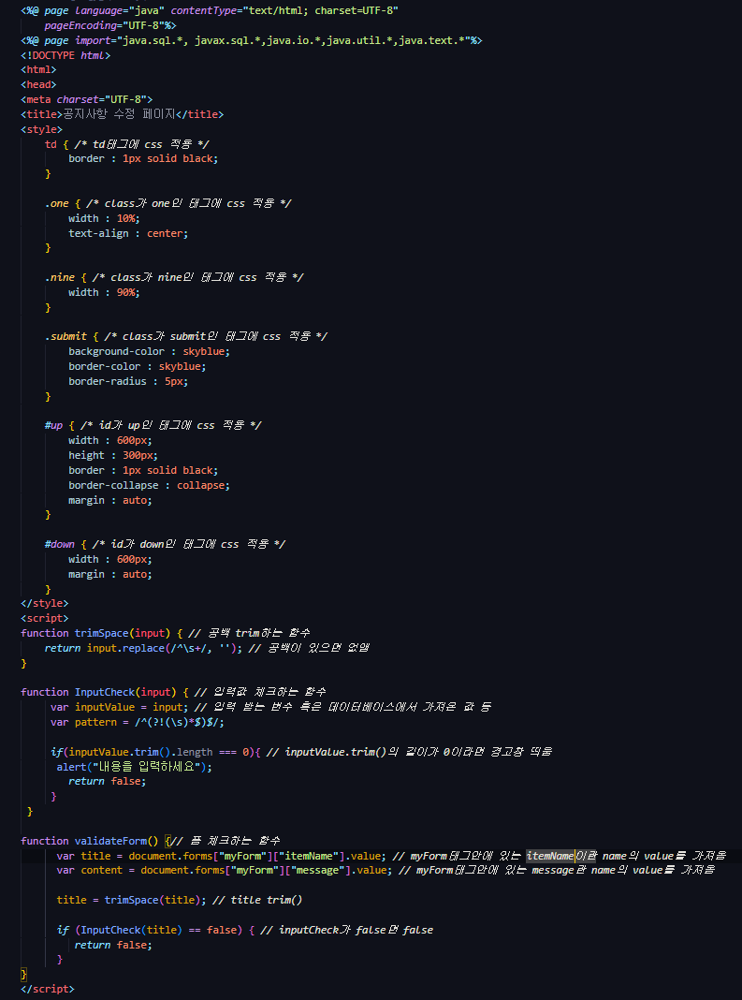 <%@ page language="java" contentType="text/html; charset=UTF-8"
pageEncoding="UTF-8"%>
<%@ page import="java.sql.*, javax.sql.*,java.io.*,java.util.*,java.text.*"%>
<!DOCTYPE html>
<html>
<head>
<meta charset="UTF-8">
<title>공지사항 수정 페이지</title>
<style>
td { /* td태그에 css 적용 */
border : 1px solid black;
}
.one { /* class가 one인 태그에 css 적용 */
width : 10%;
text-align : center;
}
.nine { /* class가 nine인 태그에 css 적용 */
width : 90%;
}
.submit { /* class가 submit인 태그에 css 적용 */
background-color : skyblue;
border-color : skyblue;
border-radius : 5px;
}
#up { /* id가 up인 태그에 css 적용 */
width : 600px;
height : 300px;
border : 1px solid black;
border-collapse : collapse;
margin : auto;
}
#down { /* id가 down인 태그에 css 적용 */
width : 600px;
margin : auto;
}
</style>
<script>
function trimSpace(input) { // 공백 trim하는 함수
return input.replace(/^\s+/, ''); // 공백이 있으면 없앰
}
function InputCheck(input) { // 입력값 체크하는 함수
var inputValue = input; // 입력 받는 변수 혹은 데이터베이스에서 가져온 값 등
var pattern = /^(?!(\s)*$)$/;
if(inputValue.trim().length === 0){ // inputValue.trim()의 길이가 0이라면 경고창 띄움
alert("내용을 입력하세요");
return false;
}
}
function validateForm() {// 폼 체크하는 함수
var title = document.forms["myForm"]["itemName"].value; // myForm태그안에 있는 itemName이란 name의 value를 가져옴
var content = document.forms["myForm"]["message"].value; // myForm태그안에 있는 message란 name의 value를 가져옴
title = trimSpace(title); // title trim()
if (InputCheck(title) == false) { // inputCheck가 false면 false
return false;
}
}
</script>